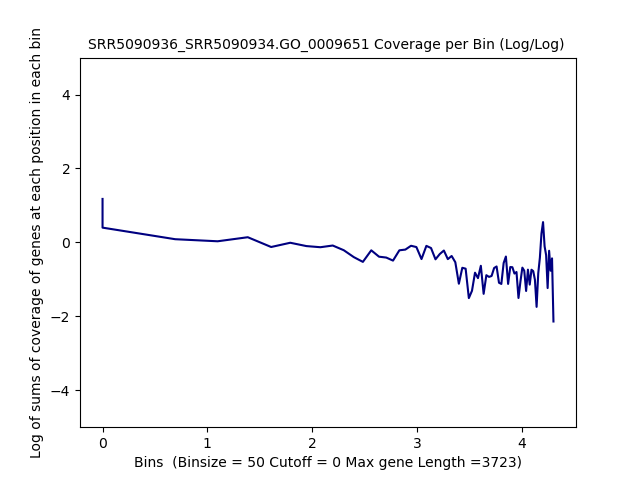 SRR5090936_SRR5090934.GO_0009651 Coverage per Bin (Log/Log)
Log of sums of coverage of genes at each position in each bin
4
2
0
−2
−4
0 1 2 3 4
Bins  (Binsize = 50 Cutoff = 0 Max gene Length =3723)